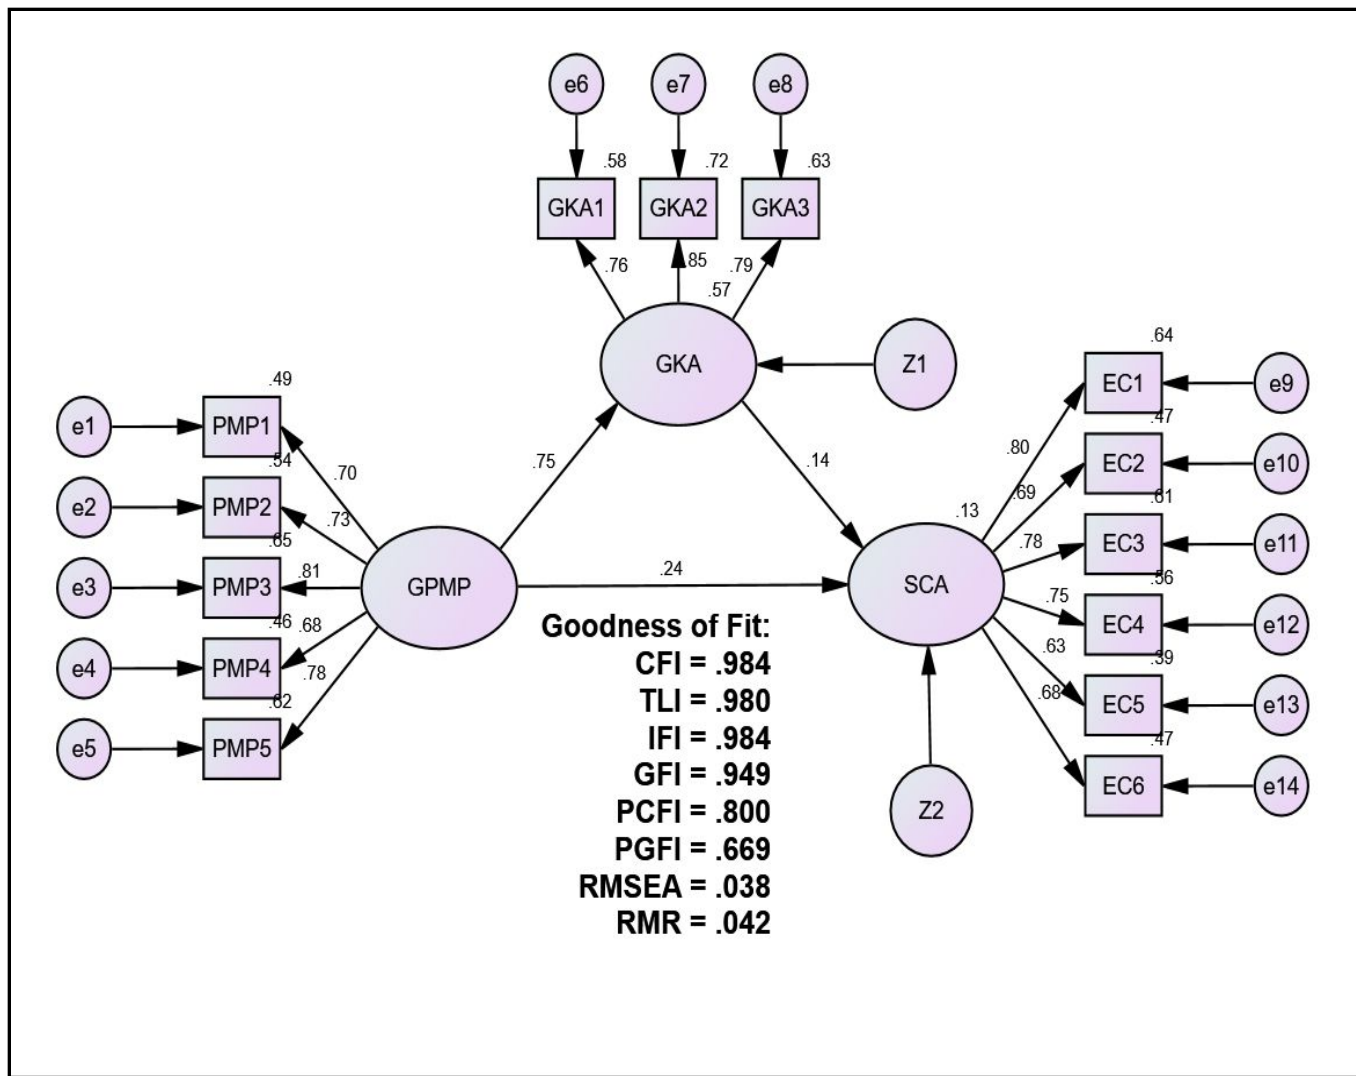 e6 e7 e8
.58 .72 .63
GKA1 GKA2 GKA3
.76 .85 .79
.57
GKA Z1
.64
EC1 e9
.49
.47
e1 PMP1
.80
EC2 e10
.54 .70 .75 .14
.69 .61
e2 PMP2
.73 .13
.78 EC3 e11
.65
.81 .24
.56
e3 PMP3 GPMP SCA
.75
EC4 e12
.46 .68
Goodness of Fit:
.63 .39
e4 PMP4
CFI = .984
.78
.68
TLI = .980
EC5 e13
.62
IFI = .984
.47
e5 PMP5
GFI = .949
EC6 e14
PCFI = .800
Z2
PGFI = .669
RMSEA = .038
RMR = .042